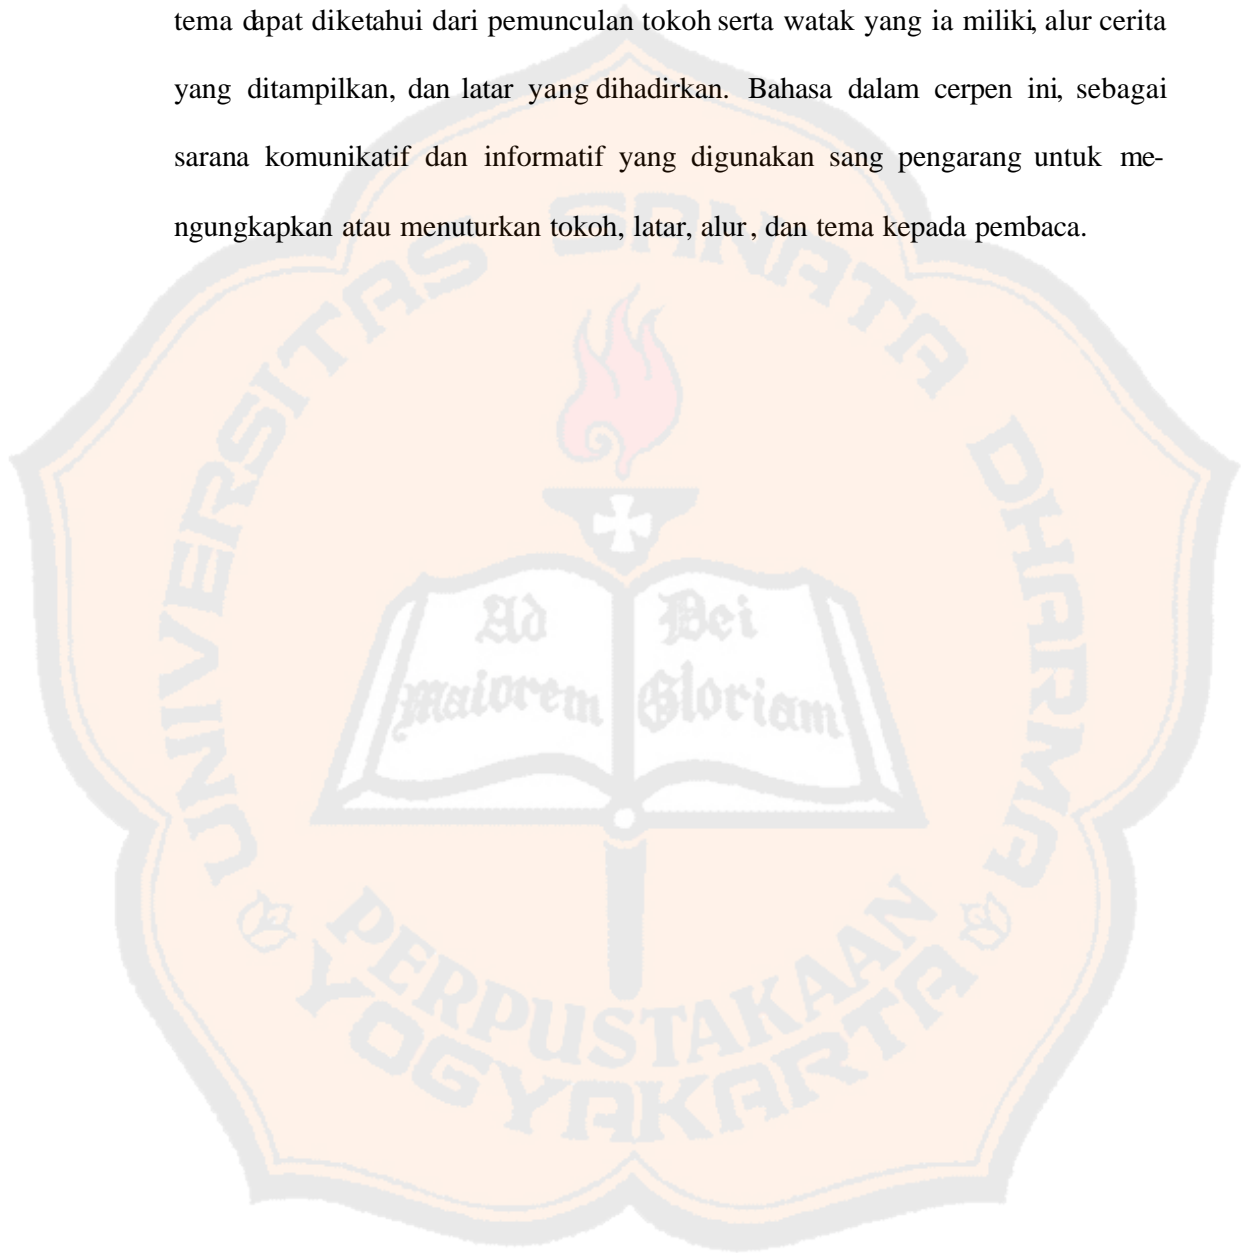 tema dapat diketahui dari pemunculan tokoh serta watak yang ia miliki, alur cerita
yang ditampilkan, dan latar yang dihadirkan. Bahasa dalam cerpen ini, sebagai
sarana komunikatif dan informatif yang digunakan sang pengarang untuk me-
ngungkapkan atau menuturkan tokoh, latar, alur, dan tema kepada pembaca.
UNIVERSITAS SANATA DHARMA
Ad Dei
Maiorem Gloriam
PERPUSTAKAAN
YOGYAKARTA